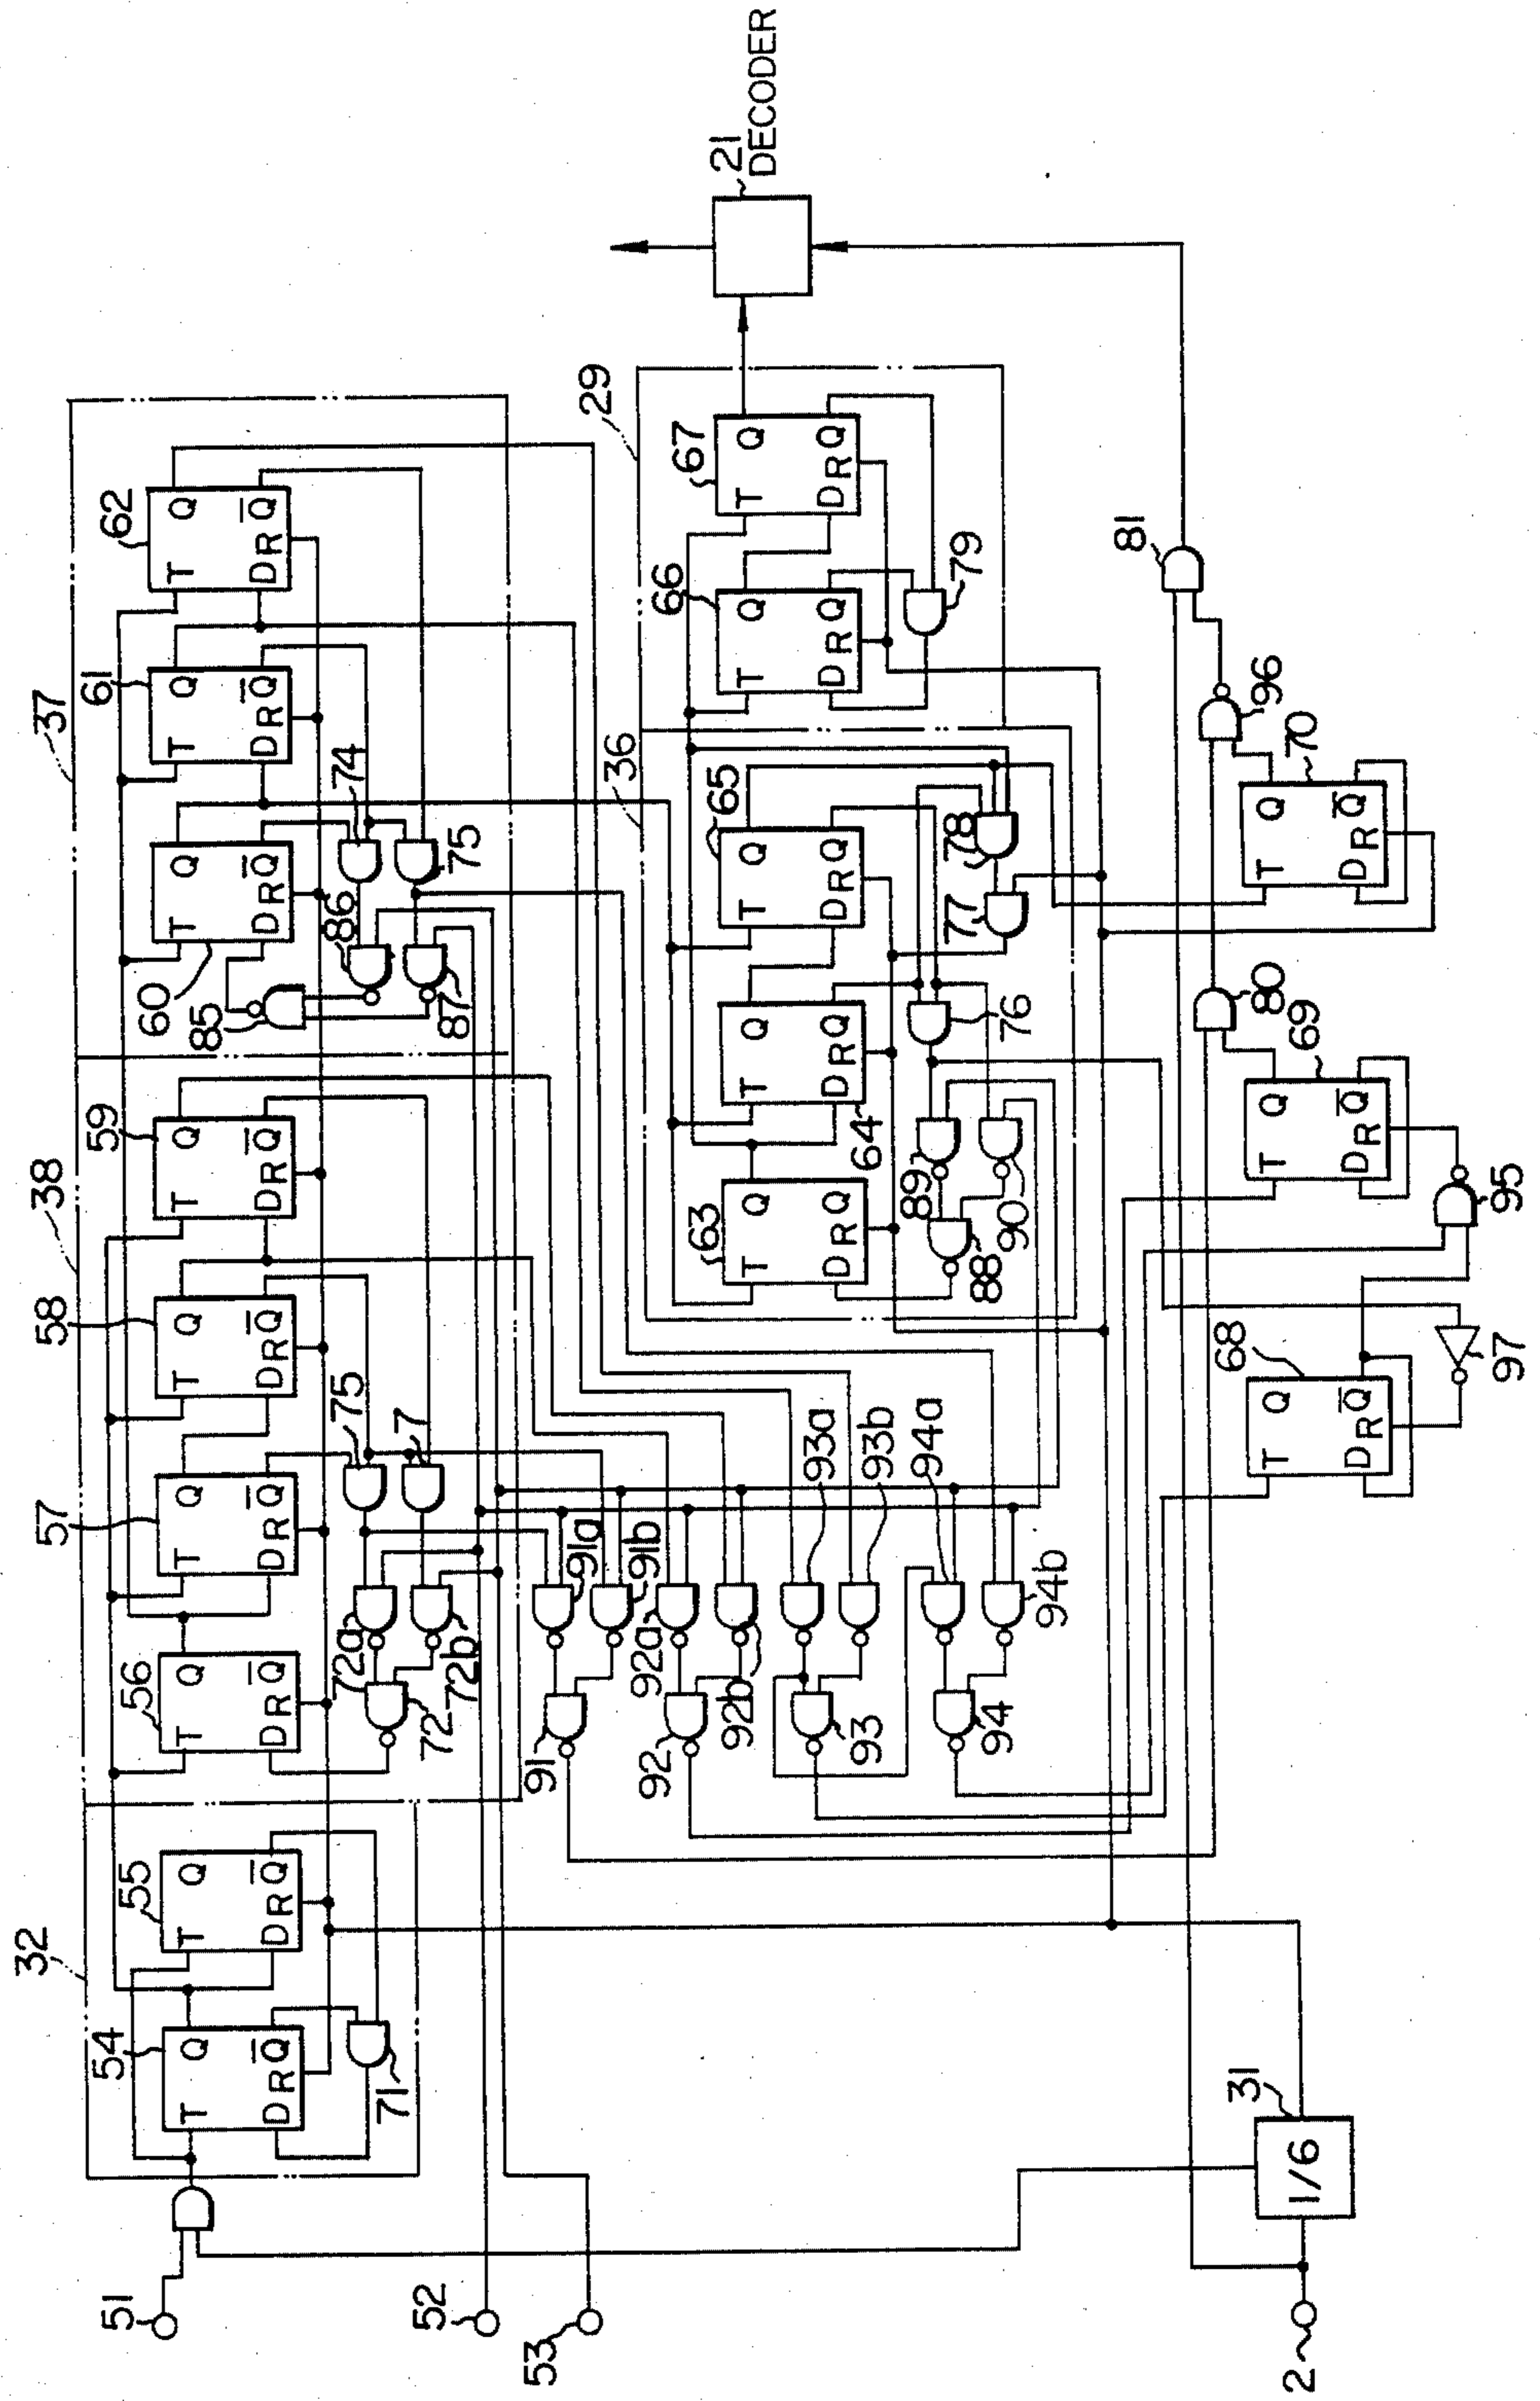 32
38
37
51
54
T Q
D R Q̄
55
T Q
D R Q̄
56
T Q
D R Q̄
57
T Q
D R Q̄
58
T Q
D R Q̄
59
T Q
D R Q̄
60
T Q
D R Q̄
61
T Q
D R Q̄
62
T Q
D R Q̄
71
72a
72b
72
75
7
85
86
87
74
75
52
53
91
91a
91b
92
92a
92b
93
93a
93b
94
94a
94b
36
29
63
T Q
D R
64
T Q
D R Q
65
T Q
D R Q
66
T Q
D R Q
67
T Q
D R Q
21
DECODER
88
89
90
76
77
78
79
80
81
2
31
1/6
68
T Q
D R Q̄
69
T Q
D R Q̄
70
T Q
D R Q̄
96
97
95